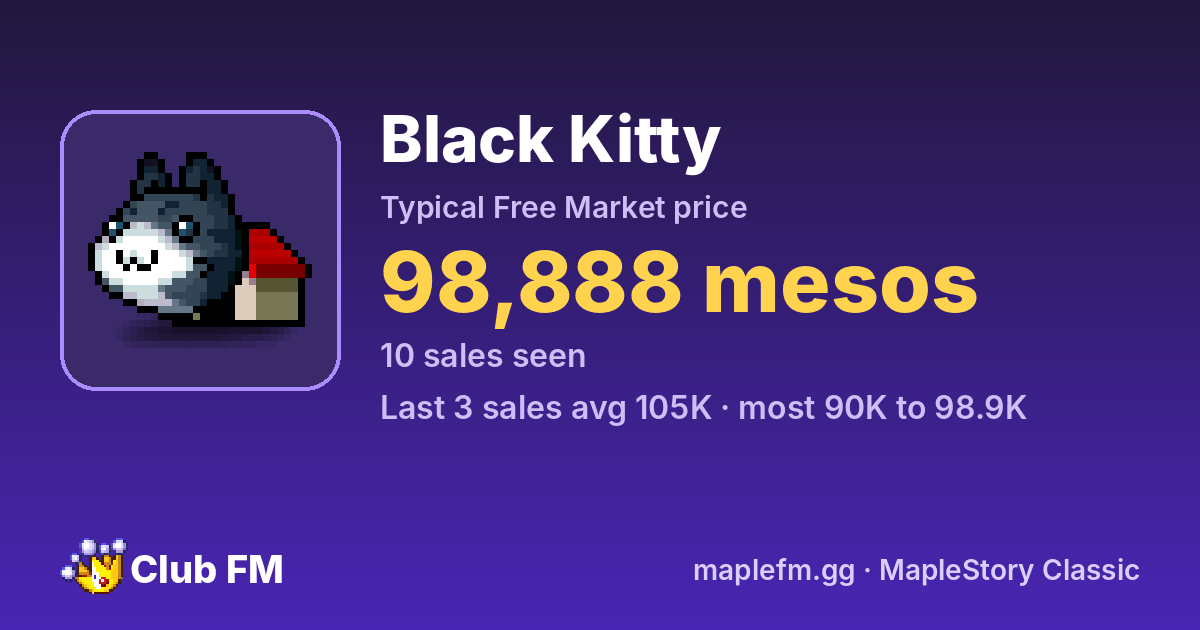 Black Kitty
Typical Free Market price
98,888 mesos
10 sales seen
Last 3 sales avg 105K · most 90K to 98.9K
Club FM
maplefm.gg · MapleStory Classic